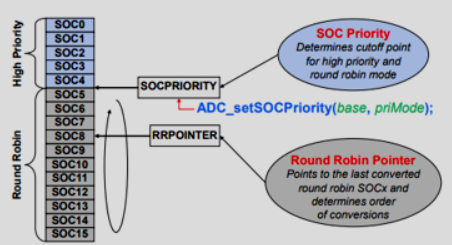 High Priority
SOC0
SOC1
SOC2
SOC3
SOC4
Round Robin
SOC5
SOC6
SOC7
SOC8
SOC9
SOC10
SOC11
SOC12
SOC13
SOC14
SOC15
SOCPRIORITY
RRPOINTER
SOC Priority
Determines cutoff point
for high priority and
round robin mode
ADC_setSOCPriority(base, priMode);
Round Robin Pointer
Points to the last converted
round robin SOCx and
determines order
of conversions